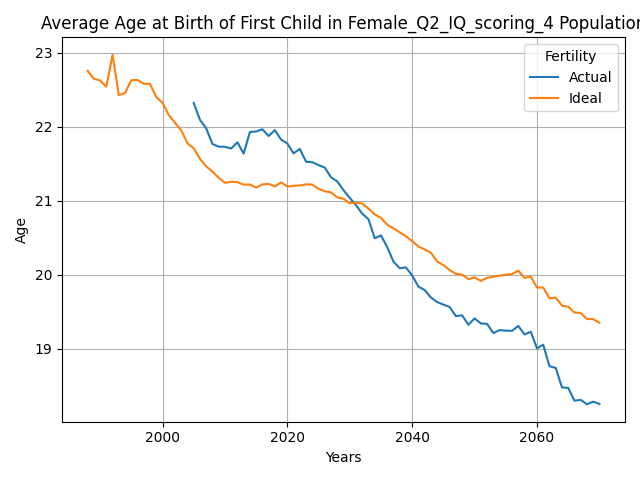 Average Age at Birth of First Child in Female_Q2_IQ_scoring_4 Population
Fertility
Actual
Ideal
23
22
21
20
19
Age
2000 2020 2040 2060
Years